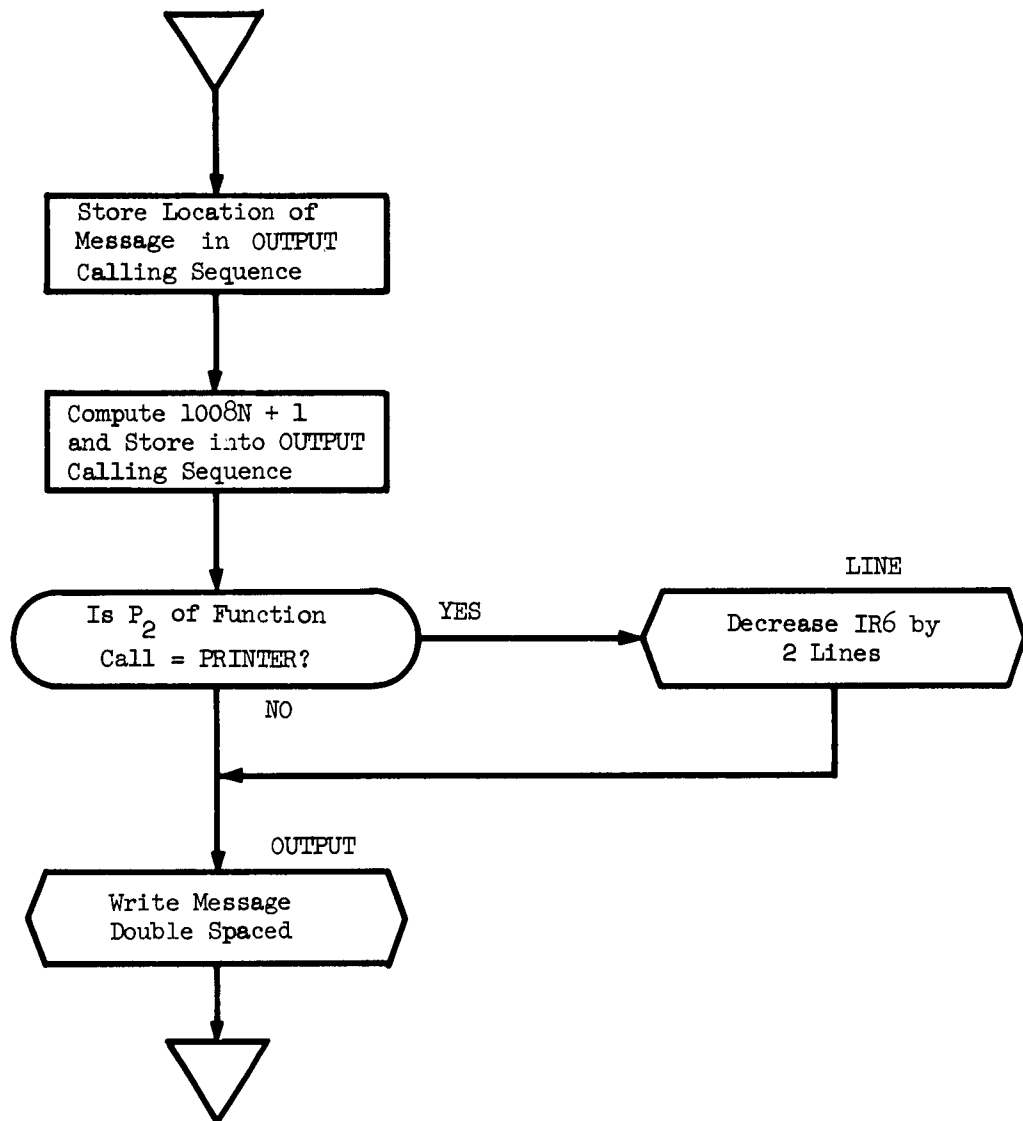 Store Location of
Message in OUTPUT
Calling Sequence
Compute 1008N + 1
and Store into OUTPUT
Calling Sequence
Is P2 of Function
Call = PRINTER?
YES
NO
LINE
Decrease IR6 by
2 Lines
OUTPUT
Write Message
Double Spaced